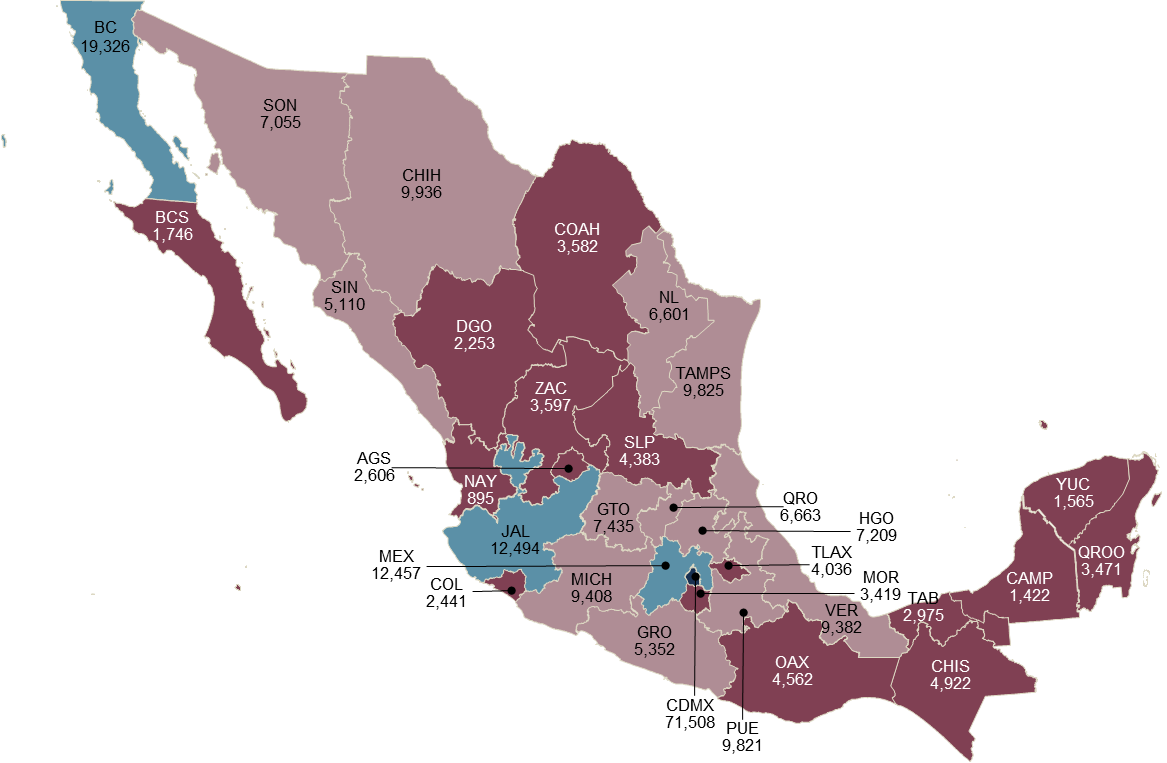 BC
19,326
SON
7,055
CHIH
9,936
BCS
1,746
COAH
3,582
SIN
5,110
NL
6,601
DGO
2,253
TAMPS
9,825
ZAC
3,597
SLP
4,383
AGS
2,606
NAY
895
YUC
1,565
QRO
6,663
GTO
7,435
HGO
7,209
JAL
12,494
TLAX
4,036
QROO
3,471
MEX
12,457
MICH
9,408
MOR
3,419
CAMP
1,422
COL
2,441
TAB
2,975
VER
9,382
GRO
5,352
OAX
4,562
CHIS
4,922
CDMX
71,508
PUE
9,821